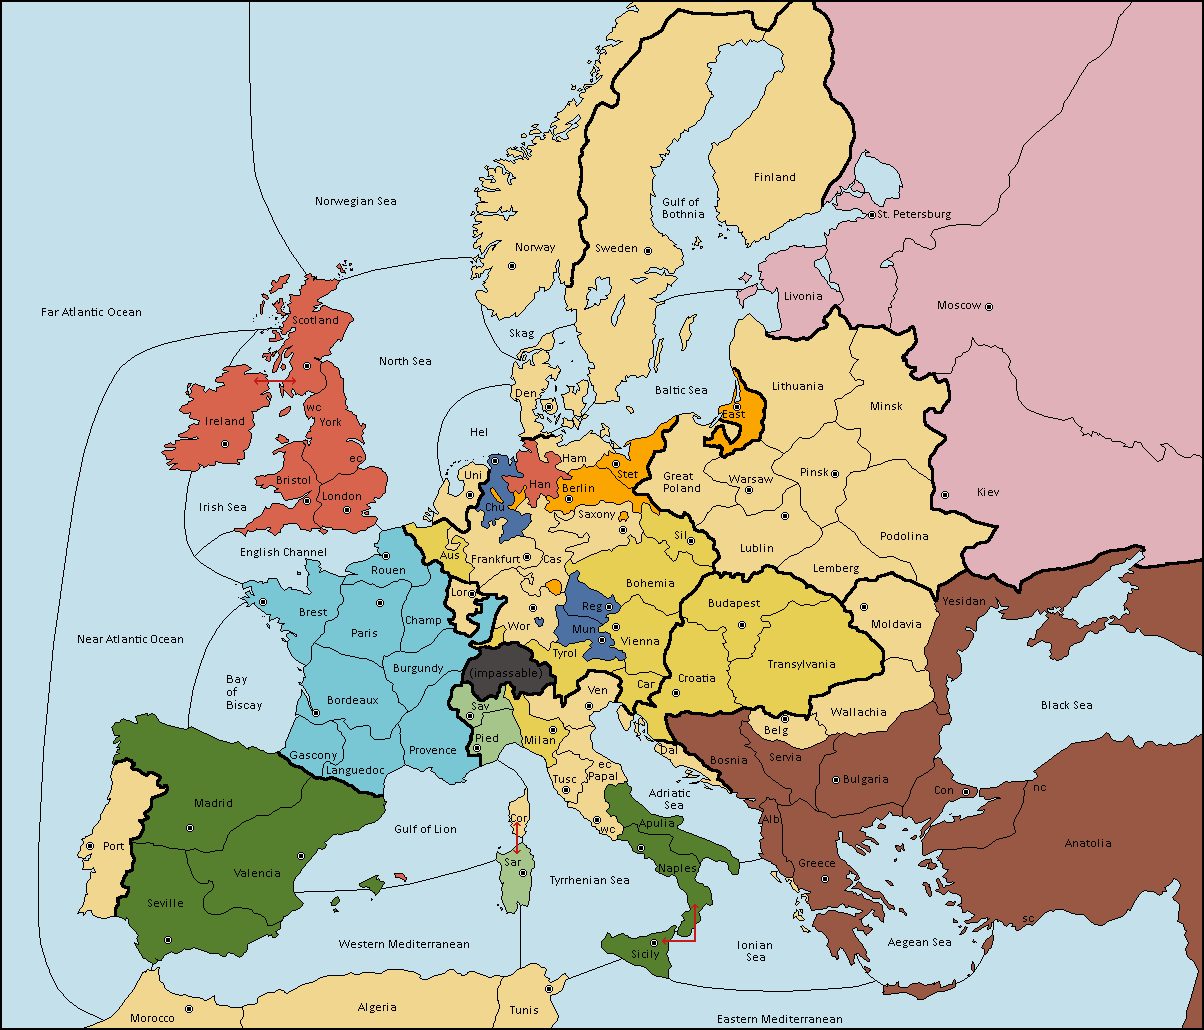 Norwegian Sea
Finland
Gulf of
Bothnia
St. Petersburg
Norway
Sweden
Livonia
Moscow
Far Atlantic Ocean
Scotland
Skag
North Sea
Baltic Sea
Lithuania
Den
wc
York
Ireland
East
Minsk
Hel
ec
Ham
Uni
Stet
Great
Poland
Warsaw
Pinsk
Bristol
Han
Berlin
London
Kiev
Irish Sea
Chu
Saxony
Sil
Podolina
Lublin
English Channel
Aus
Frankfurt
Cas
Rouen
Lemberg
Bohemia
Lor
Brest
Champ
Reg
Budapest
Yesidan
Paris
Wor
Mun
Moldavia
Near Atlantic Ocean
Vienna
Tyrol
Transylvania
Burgundy
(impassable)
Bay
of
Biscay
Croatia
Car
Ven
Bordeaux
Sav
Wallachia
Black Sea
Pied
Milan
Belg
Gascony
Provence
Dal
Bosnia
Servia
Languedoc
ec
Papal
Tusc
Bulgaria
Con
nc
Madrid
Adriatic
Sea
Cor
Alb
Gulf of Lion
wc
Apulia
Port
Anatolia
Sar
Greece
Valencia
Naples
Tyrrhenian Sea
Seville
sc
Western Mediterranean
Ionian
Sea
Aegean Sea
Sicily
Algeria
Tunis
Morocco
Eastern Mediterranean